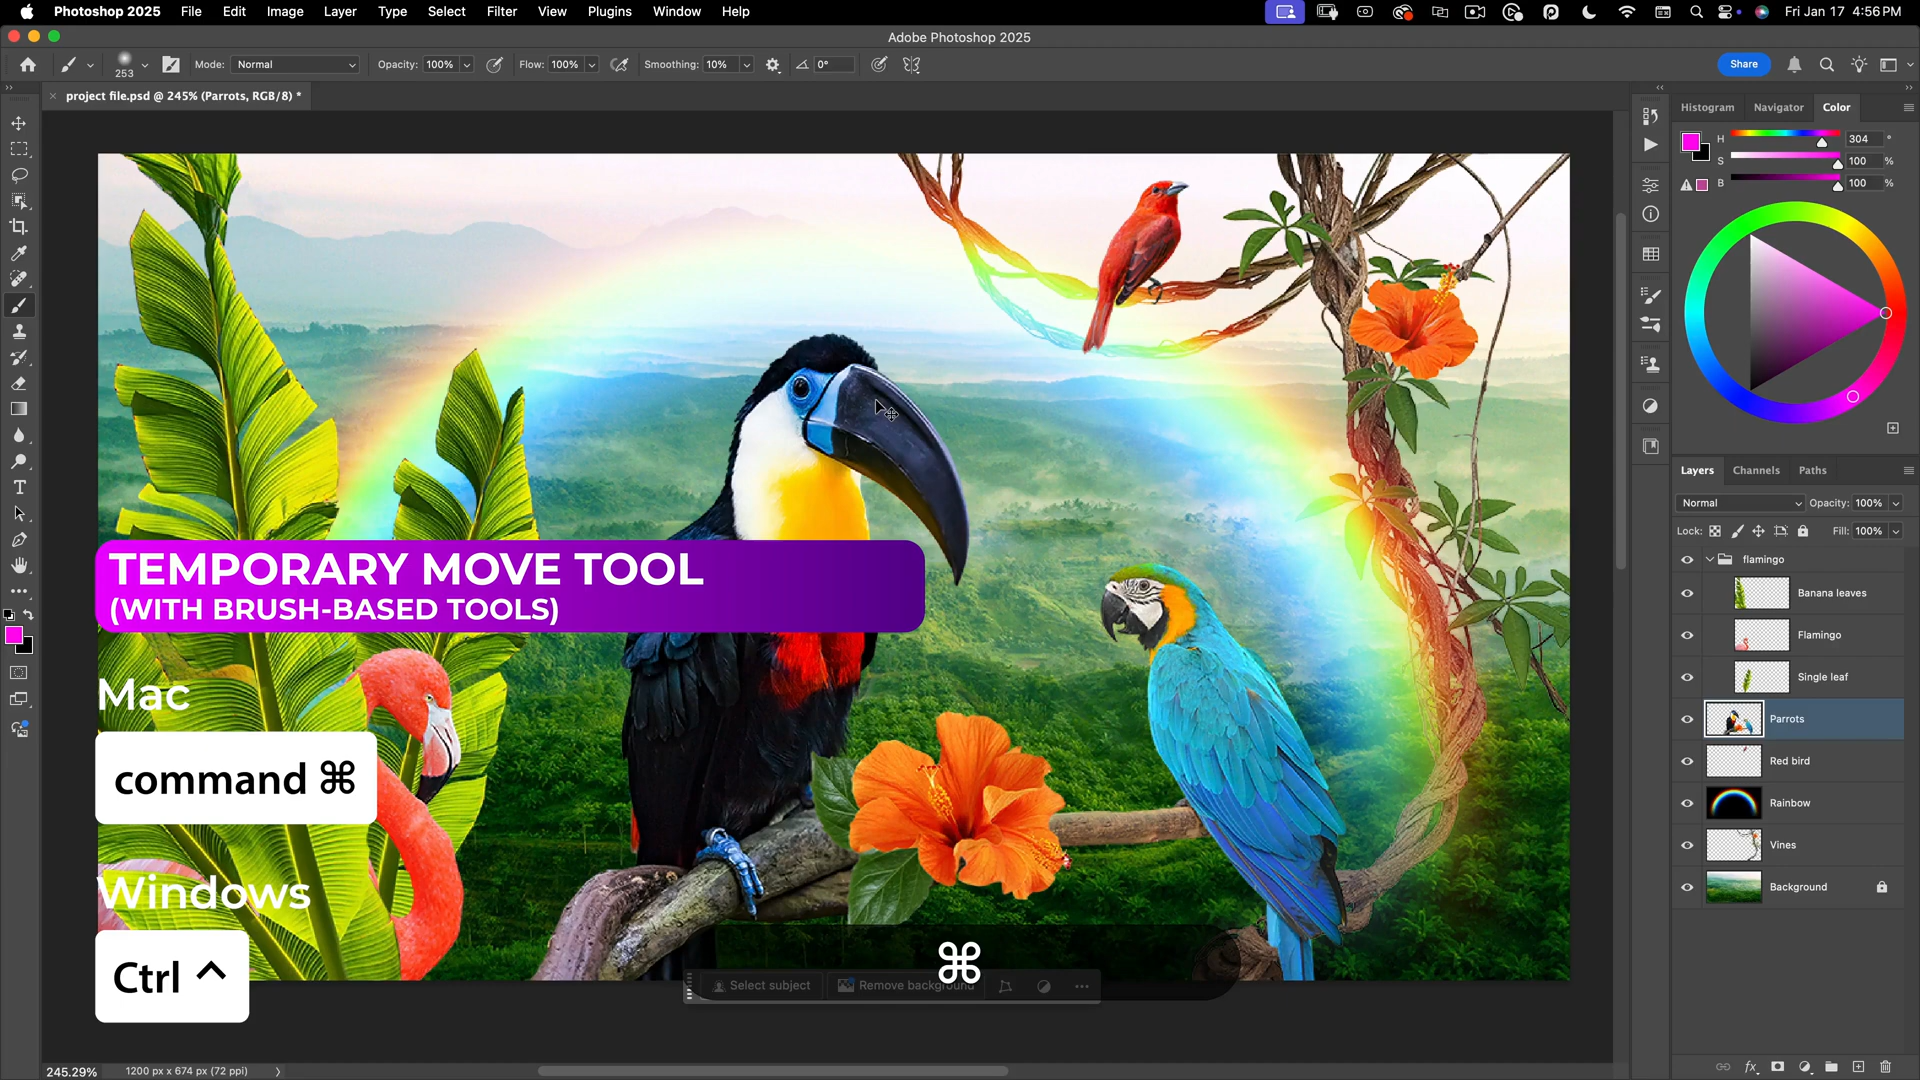 Photoshop 2025 File Edit Image Layer Type Select Filter View Plugins Window Help Fri Jan 17 4:56 PM
Adobe Photoshop 2025
253 Mode: Normal Opacity: 100% Flow: 100% Smoothing: 10% 0° Share
project file.psd @ 245% (Parrots, RGB/8) *
Histogram Navigator Color
H 304 °
S 100 %
B 100 %
TEMPORARY MOVE TOOL
(WITH BRUSH-BASED TOOLS)
Mac
command ⌘
Windows
Ctrl ^
⌘
Select subject Remove background
Layers Channels Paths
Normal Opacity: 100%
Lock: Fill: 100%
flamingo
Banana leaves
Flamingo
Single leaf
Parrots
Red bird
Rainbow
Vines
Background
245.29% 1200 px x 674 px (72 ppi)